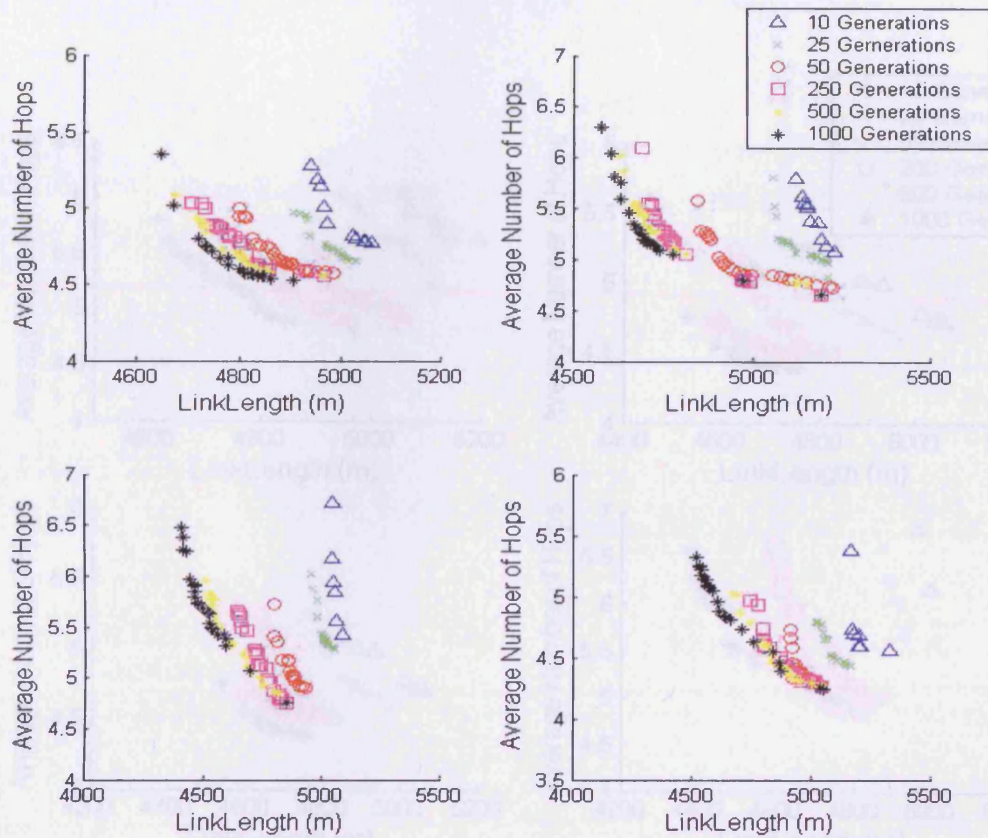 10 Generations
25 Gernerations
50 Generations
250 Generations
500 Generations
1000 Generations
Average Number of Hops
6
5.5
5
4.5
4
4600 4800 5000 5200
LinkLength (m)
Average Number of Hops
7
6.5
6
5.5
5
4.5
4
4500 5000 5500
LinkLength (m)
Average Number of Hops
7
6.5
6
5.5
5
4.5
4
4000 4500 5000 5500
LinkLength (m)
Average Number of Hops
6
5.5
5
4.5
4
3.5
4000 4500 5000 5500
LinkLength (m)